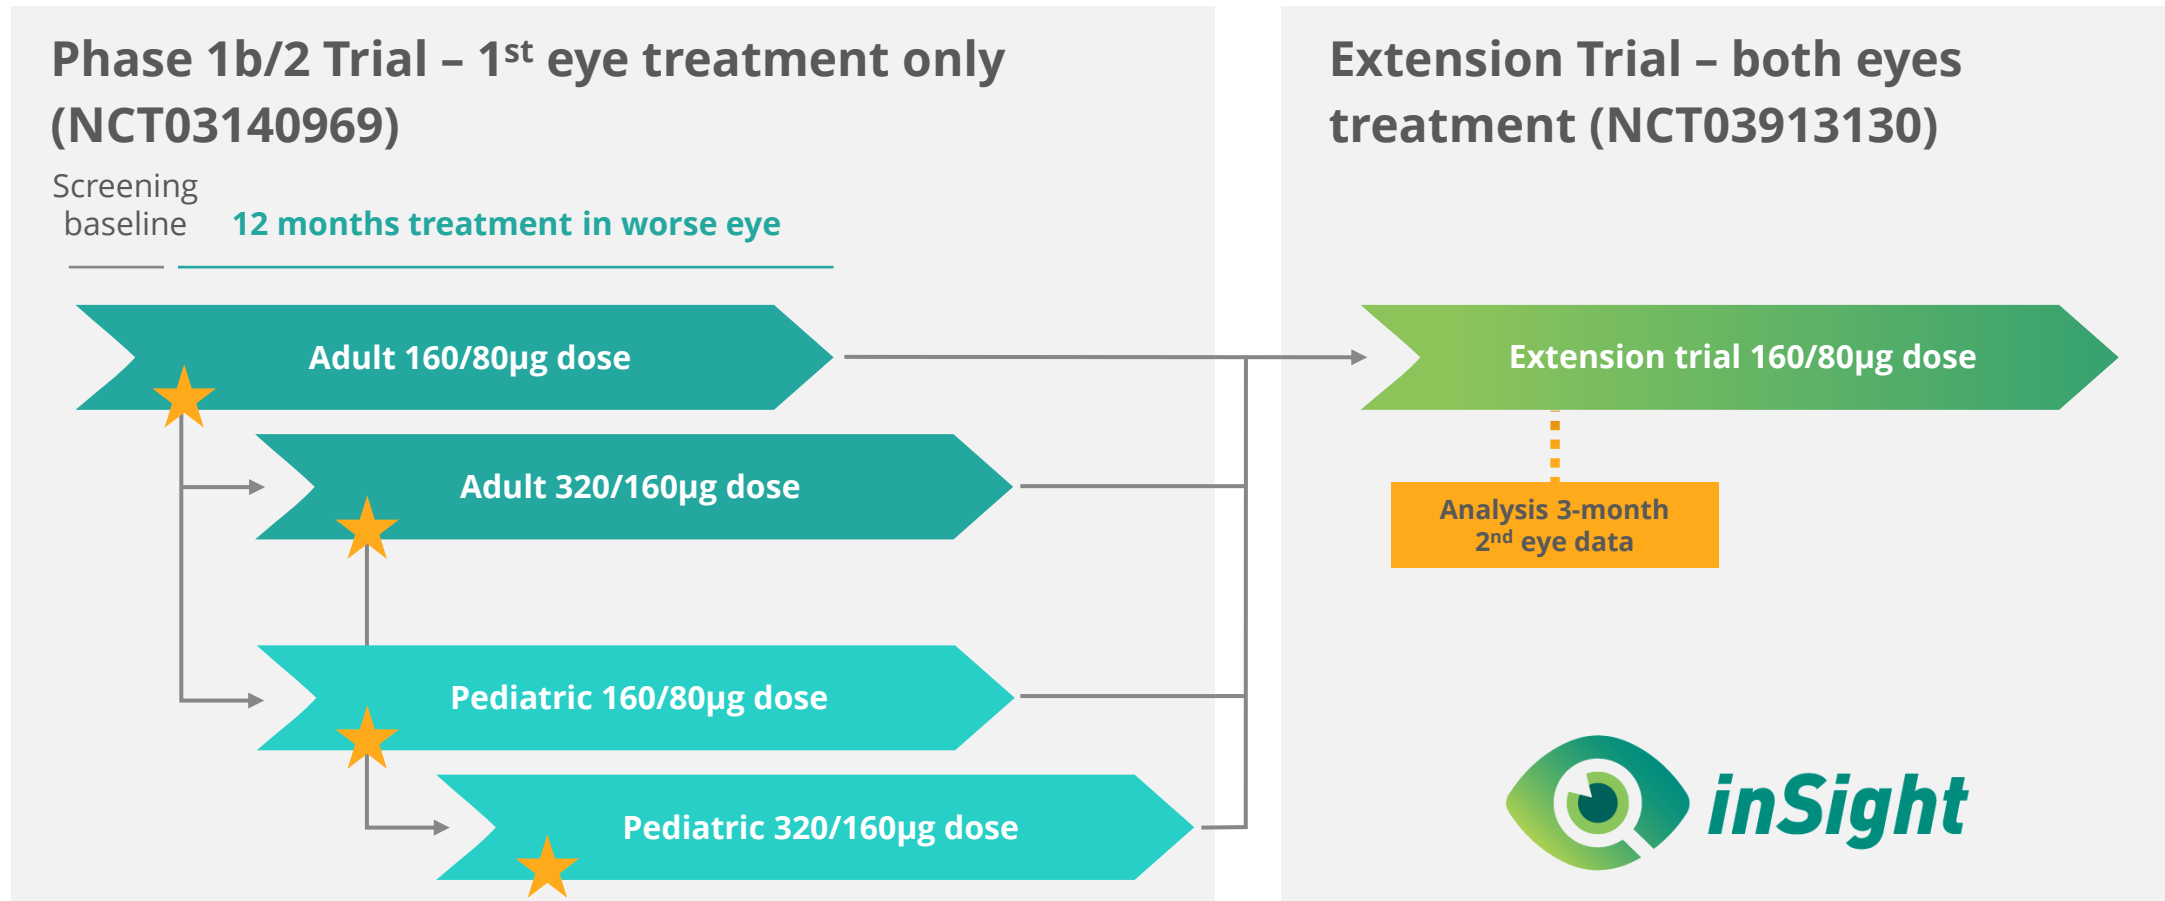 Phase 1b/2 Trial – 1st eye treatment only
(NCT03140969)
Screening
baseline
12 months treatment in worse eye
Adult 160/80µg dose
Adult 320/160µg dose
Pediatric 160/80µg dose
Pediatric 320/160µg dose
Extension Trial – both eyes
treatment (NCT03913130)
Extension trial 160/80µg dose
Analysis 3-month
2nd eye data
inSight